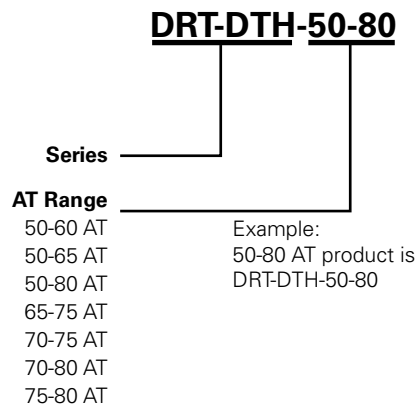 DRT-DTH-50-80
Series
AT Range
50-60 AT
50-65 AT
50-80 AT
65-75 AT
70-75 AT
70-80 AT
75-80 AT
Example:
50-80 AT product is
DRT-DTH-50-80